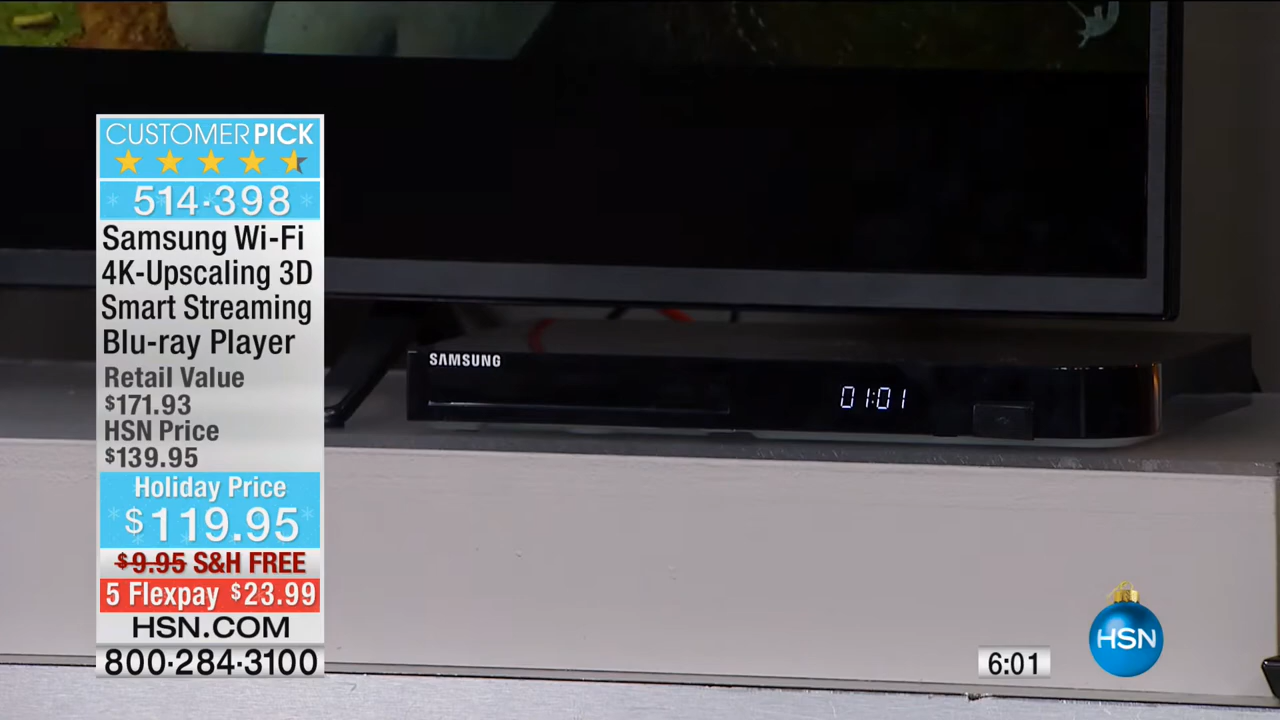 CUSTOMERPICK
514·398
Samsung Wi-Fi
4K-Upscaling 3D
Smart Streaming
Blu-ray Player
Retail Value
$171.93
HSN Price
$139.95
Holiday Price
$119.95
$9.95 S&H FREE
5 Flexpay $23.99
HSN.COM
800·284·3100
SAMSUNG
01:01
6:01
HSN